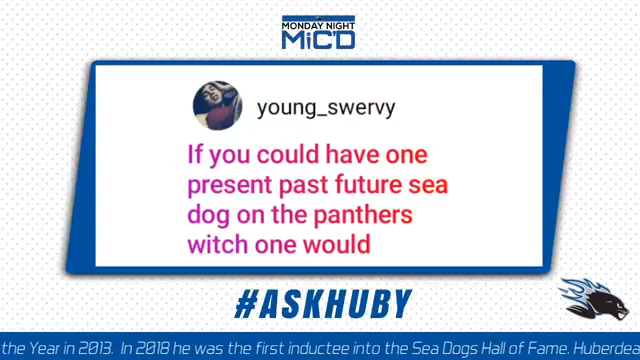 MONDAY NIGHT
MiC'D
young_swervy
If you could have one
present past future sea
dog on the panthers
witch one would
#ASKHUBY
the Year in 2013. In 2018 he was the first inductee into the Sea Dogs Hall of Fame. Huberdea